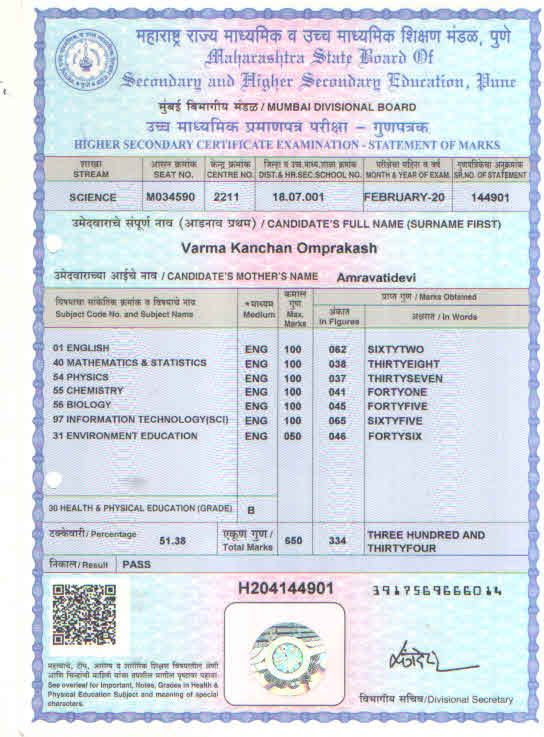 महाराष्ट्र राज्य माध्यमिक व उच्च माध्यमिक शिक्षण मंडळ, पुणे
Maharashtra State Board Of
Secondary and Higher Secondary Education, Pune
मुंबई विभागीय मंडळ / MUMBAI DIVISIONAL BOARD
उच्च माध्यमिक प्रमाणपत्र परीक्षा – गुणपत्रक
HIGHER SECONDARY CERTIFICATE EXAMINATION - STATEMENT OF MARKS
शाखा आसन क्रमांक केन्द्र क्रमांक जिल्हा व उच्च.माध्य.शाळा क्रमांक परीक्षेचा महिना व वर्ष गुणपत्रिकेचा अनुक्रमांक
STREAM SEAT NO. CENTRE NO. DIST.& HR.SEC.SCHOOL NO. MONTH & YEAR OF EXAM. SR.NO. OF STATEMENT
SCIENCE M034590 2211 18.07.001 FEBRUARY-20 144901
उमेदवाराचे संपूर्ण नाव (आडनाव प्रथम) / CANDIDATE'S FULL NAME (SURNAME FIRST)
Varma Kanchan Omprakash
उमेदवाराच्या आईचे नाव / CANDIDATE'S MOTHER'S NAME Amravatidevi
विषयाचा सांकेतिक क्रमांक व विषयाचे नाव
Subject Code No. and Subject Name
माध्यम
Medium
कमाल
गुण
Max.
Marks
प्राप्त गुण / Marks Obtained
अंकात
In Figures
अक्षरात / In Words
01 ENGLISH ENG 100 062 SIXTYTWO
40 MATHEMATICS & STATISTICS ENG 100 038 THIRTYEIGHT
54 PHYSICS ENG 100 037 THIRTYSEVEN
55 CHEMISTRY ENG 100 041 FORTYONE
56 BIOLOGY ENG 100 045 FORTYFIVE
97 INFORMATION TECHNOLOGY(SCI) ENG 100 065 SIXTYFIVE
31 ENVIRONMENT EDUCATION ENG 050 046 FORTYSIX
30 HEALTH & PHYSICAL EDUCATION (GRADE) B
टक्केवारी / Percentage 51.38 एकूण गुण / Total Marks 650 334 THREE HUNDRED AND
THIRTYFOUR
निकाल / Result PASS
H204144901 3917569666014
महत्वाचे, टीप, आरोग्य व शारीरिक शिक्षण विषयातील श्रेणी
See overleaf for Important, Notes, Grades in Health &
Physical Education Subject and meaning of special
characters.
विभागीय सचिव/Divisional Secretary